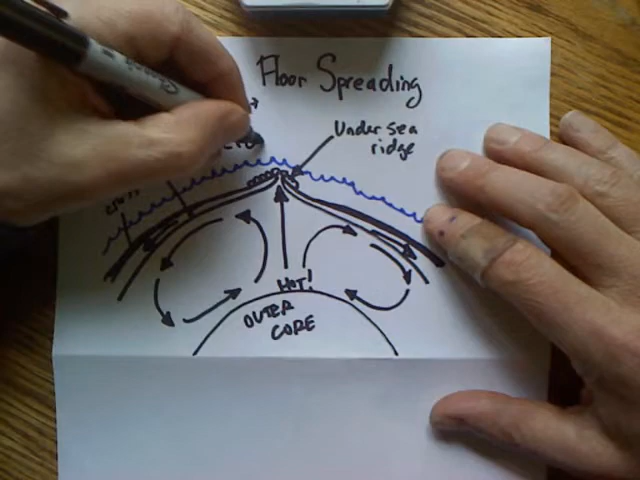 Floor Spreading
Under sea
ridge
HOT!
OUTER
CORE